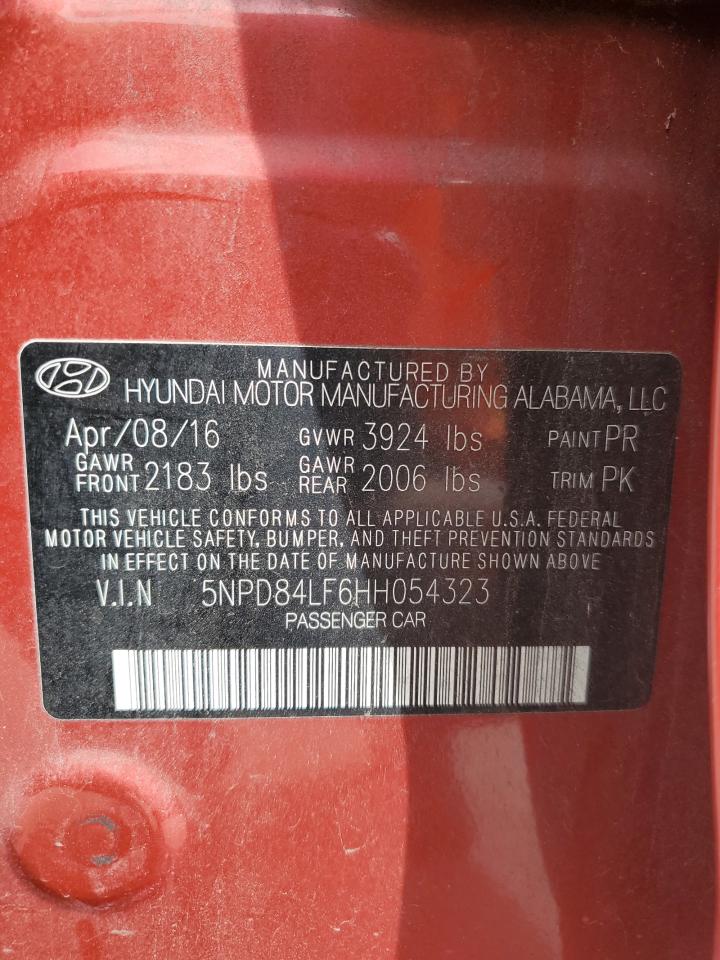 MANUFACTURED BY
HYUNDAI MOTOR MANUFACTURING ALABAMA, LLC
Apr/08/16 GVWR 3924 lbs PAINT PR
GAWR FRONT 2183 lbs GAWR REAR 2006 lbs TRIM PK
THIS VEHICLE CONFORMS TO ALL APPLICABLE U.S.A. FEDERAL
MOTOR VEHICLE SAFETY, BUMPER, AND THEFT PREVENTION STANDARDS
IN EFFECT ON THE DATE OF MANUFACTURE SHOWN ABOVE
V.I.N 5NPD84LF6HH054323
PASSENGER CAR